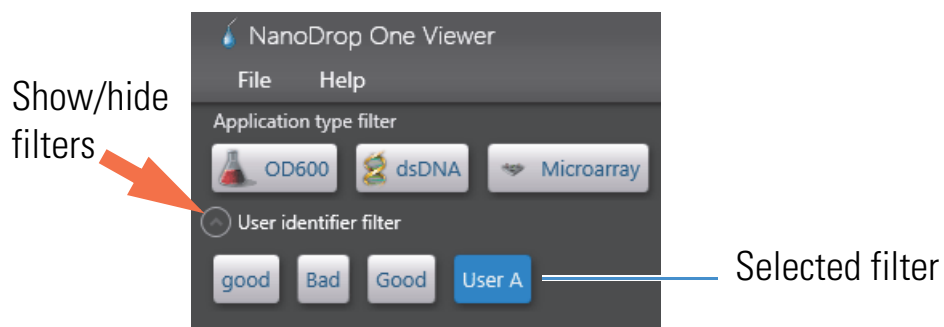 NanoDrop One Viewer
File Help
Show/hide
filters
Application type filter
OD600 dsDNA Microarray
User identifier filter
good Bad Good User A
Selected filter